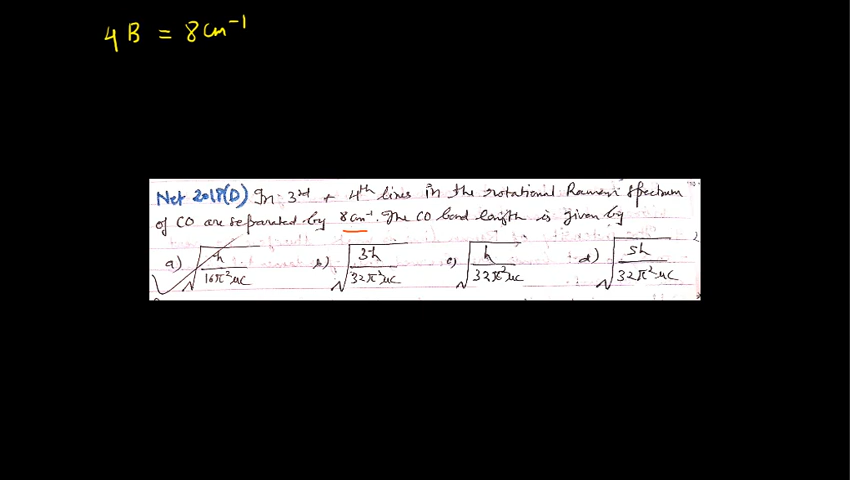 4B = 8cm⁻¹
Net 2018(D) In 3rd + 4th lines in the rotational Raman Spectrum
of CO are separated by 8cm⁻¹. The CO bond length is given by
a) √(h/16π²μc) b) √(3h/32π²μc) c) √(h/32π²μc) d) √(5h/32π²μc)